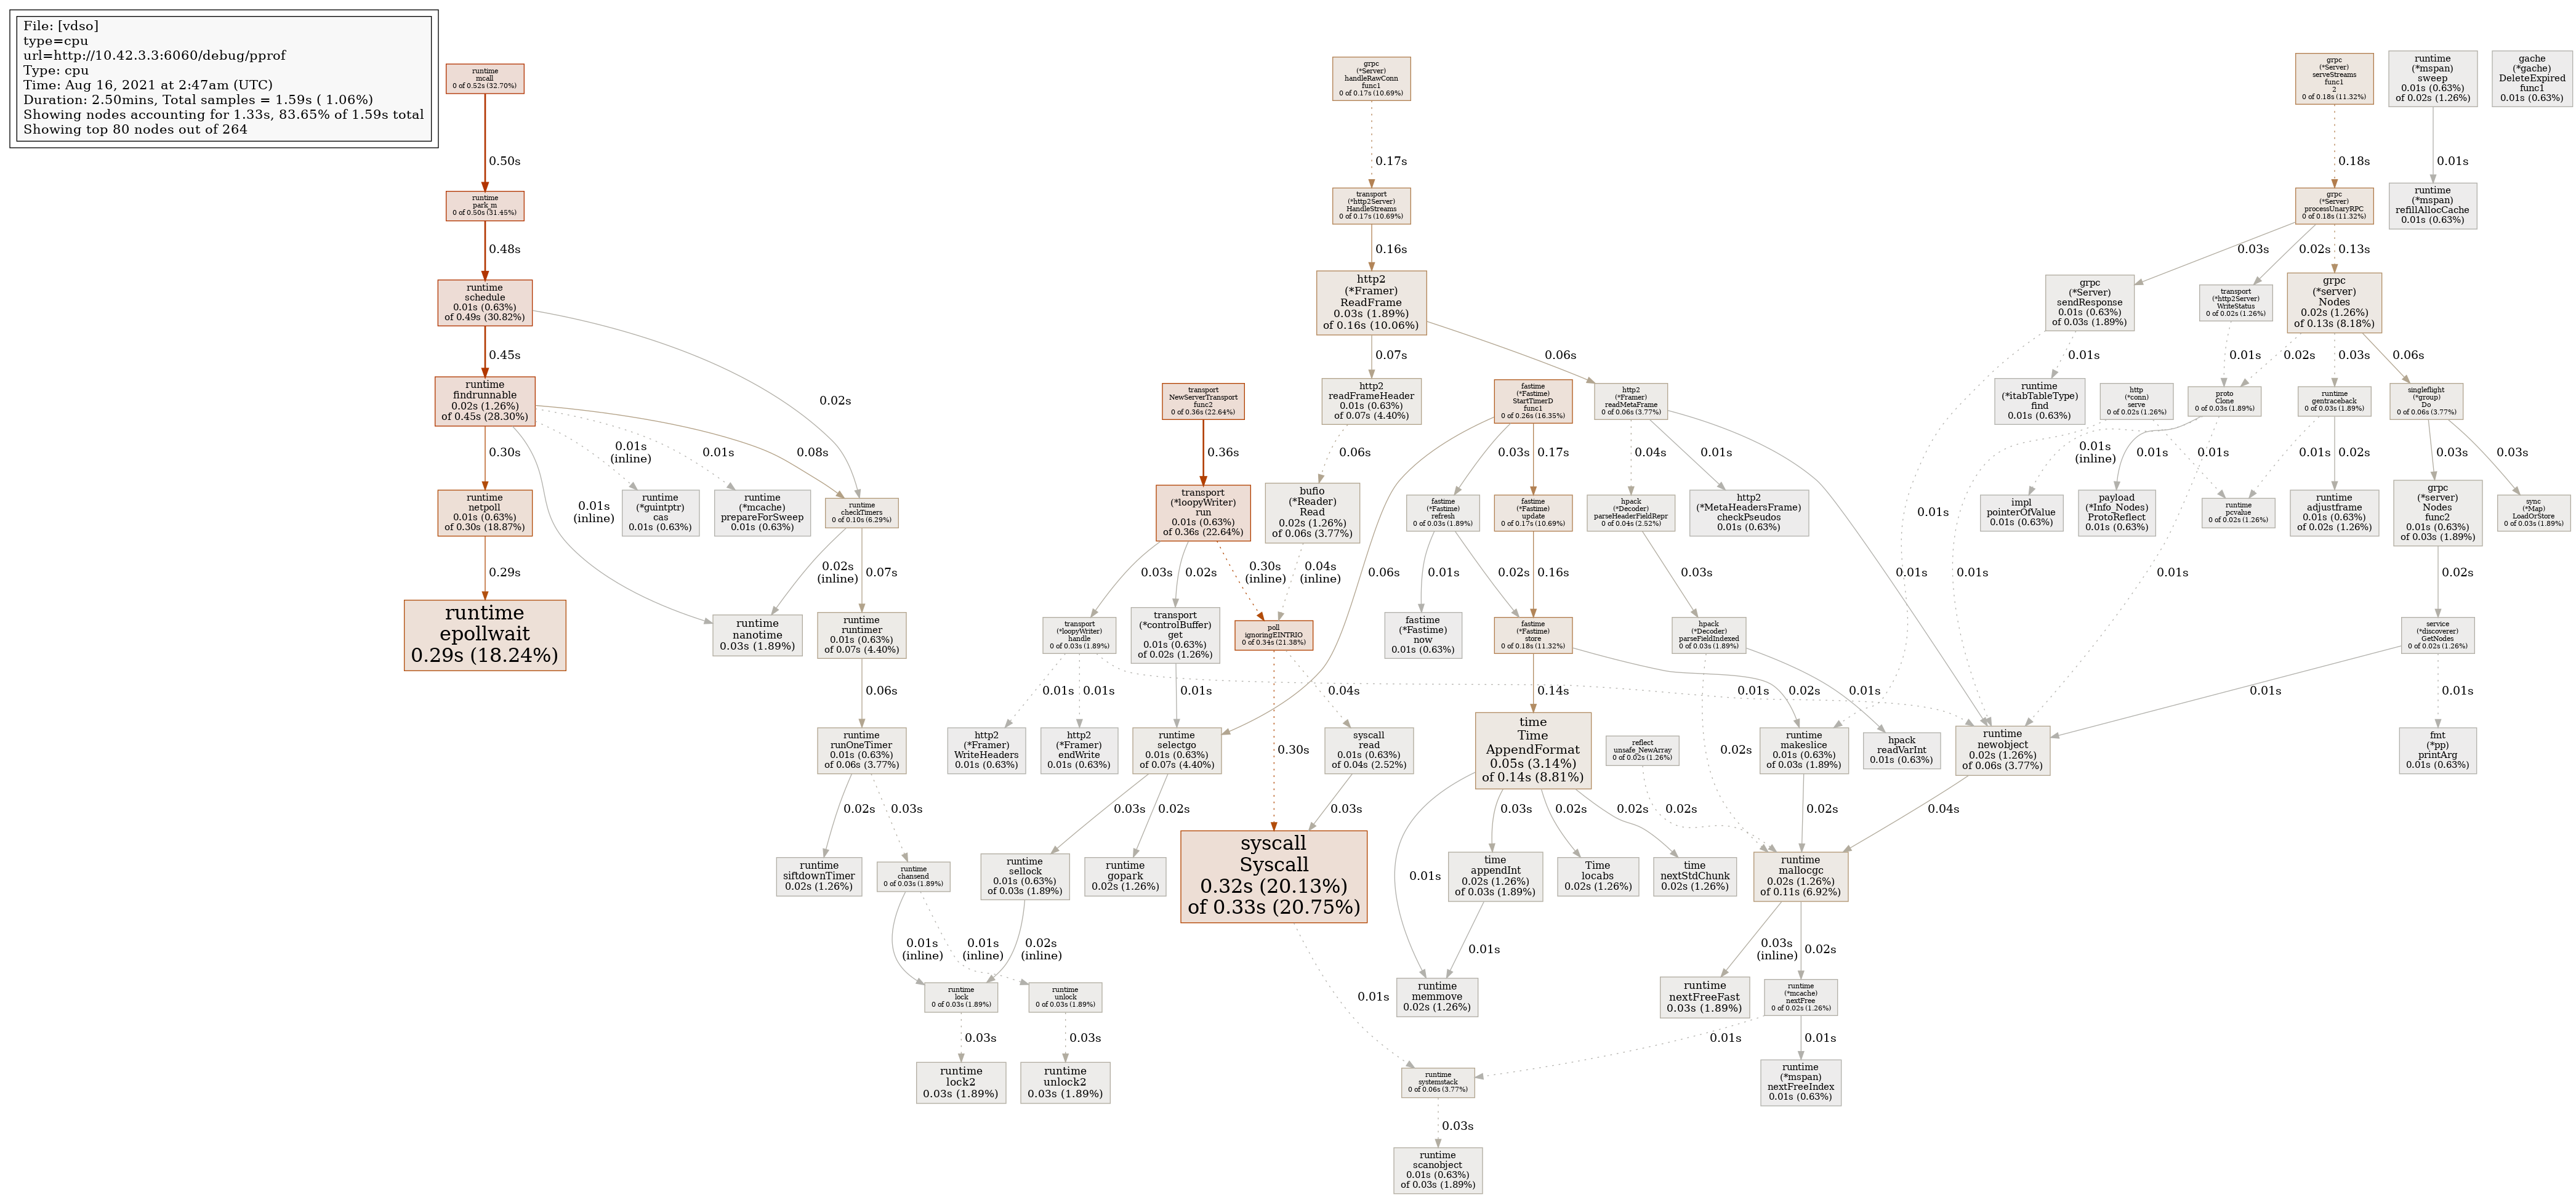 File: [vdso]
type=cpu
url=http://10.42.3.3:6060/debug/pprof
Type: cpu
Time: Aug 16, 2021 at 2:47am (UTC)
Duration: 2.50mins, Total samples = 1.59s ( 1.06%)
Showing nodes accounting for 1.33s, 83.65% of 1.59s total
Showing top 80 nodes out of 264
runtime
mcall
0 of 0.52s (32.70%)
grpc
(*Server)
handleRawConn
func1
0 of 0.17s (10.69%)
grpc
(*Server)
serveStreams
func1
2
0 of 0.18s (11.32%)
runtime
(*mspan)
sweep
0.01s (0.63%)
of 0.02s (1.26%)
gache
(*gache)
DeleteExpired
func1
0.01s (0.63%)
0.50s
0.17s
0.18s
0.01s
runtime
park_m
0 of 0.50s (31.45%)
transport
(*http2Server)
HandleStreams
0 of 0.17s (10.69%)
grpc
(*Server)
processUnaryRPC
0 of 0.18s (11.32%)
runtime
(*mspan)
refillAllocCache
0.01s (0.63%)
0.48s
0.16s
0.03s
0.02s
0.13s
runtime
schedule
0.01s (0.63%)
of 0.49s (30.82%)
http2
(*Framer)
ReadFrame
0.03s (1.89%)
of 0.16s (10.06%)
grpc
(*Server)
sendResponse
0.01s (0.63%)
of 0.03s (1.89%)
transport
(*http2Server)
WriteStatus
0 of 0.02s (1.26%)
grpc
(*server)
Nodes
0.02s (1.26%)
of 0.13s (8.18%)
0.45s
0.02s
0.07s
0.06s
0.01s
0.01s
0.02s
0.03s
0.06s
runtime
findrunnable
0.02s (1.26%)
of 0.45s (28.30%)
transport
NewServerTransport
func2
0 of 0.36s (22.64%)
http2
readFrameHeader
0.01s (0.63%)
of 0.07s (4.40%)
fastime
(*Fastime)
StartTimerD
func1
0 of 0.26s (16.35%)
http2
(*Framer)
readMetaFrame
0 of 0.06s (3.77%)
runtime
(*itabTableType)
find
0.01s (0.63%)
http
(*conn)
serve
0 of 0.02s (1.26%)
proto
Clone
0 of 0.03s (1.89%)
runtime
gentraceback
0 of 0.03s (1.89%)
singleflight
(*group)
Do
0 of 0.06s (3.77%)
0.30s
0.01s
(inline)
0.01s
(inline)
0.01s
0.08s
0.36s
0.06s
0.03s
0.17s
0.04s
0.01s
0.01s
(inline)
0.01s
0.01s
0.01s
0.02s
0.03s
0.03s
runtime
netpoll
0.01s (0.63%)
of 0.30s (18.87%)
runtime
(*guintptr)
cas
0.01s (0.63%)
runtime
(*mcache)
prepareForSweep
0.01s (0.63%)
runtime
checkTimers
0 of 0.10s (6.29%)
transport
(*loopyWriter)
run
0.01s (0.63%)
of 0.36s (22.64%)
bufio
(*Reader)
Read
0.02s (1.26%)
of 0.06s (3.77%)
fastime
(*Fastime)
refresh
0 of 0.03s (1.89%)
fastime
(*Fastime)
update
0 of 0.17s (10.69%)
hpack
(*Decoder)
parseHeaderFieldRepr
0 of 0.04s (2.52%)
http2
(*MetaHeadersFrame)
checkPseudos
0.01s (0.63%)
impl
pointerOfValue
0.01s (0.63%)
payload
(*Info_Nodes)
ProtoReflect
0.01s (0.63%)
runtime
pcvalue
0 of 0.02s (1.26%)
runtime
adjustframe
0.01s (0.63%)
of 0.02s (1.26%)
grpc
(*server)
Nodes
func2
0.01s (0.63%)
of 0.03s (1.89%)
sync
(*Map)
LoadOrStore
0 of 0.03s (1.89%)
0.29s
0.02s
(inline)
0.07s
0.03s
0.02s
0.30s
(inline)
0.04s
(inline)
0.06s
0.01s
0.02s
0.16s
0.03s
0.01s
0.01s
0.01s
0.01s
0.02s
runtime
epollwait
0.29s (18.24%)
runtime
nanotime
0.03s (1.89%)
runtime
runtimer
0.01s (0.63%)
of 0.07s (4.40%)
transport
(*loopyWriter)
handle
0 of 0.03s (1.89%)
transport
(*controlBuffer)
get
0.01s (0.63%)
of 0.02s (1.26%)
poll
ignoringEINTRIO
0 of 0.34s (21.38%)
fastime
(*Fastime)
now
0.01s (0.63%)
fastime
(*Fastime)
store
0 of 0.18s (11.32%)
hpack
(*Decoder)
parseFieldIndexed
0 of 0.03s (1.89%)
service
(*discoverer)
GetNodes
0 of 0.02s (1.26%)
0.06s
0.01s
0.01s
0.01s
0.04s
0.14s
0.01s
0.02s
0.01s
0.01s
0.01s
runtime
runOneTimer
0.01s (0.63%)
of 0.06s (3.77%)
http2
(*Framer)
WriteHeaders
0.01s (0.63%)
http2
(*Framer)
endWrite
0.01s (0.63%)
runtime
selectgo
0.01s (0.63%)
of 0.07s (4.40%)
0.30s
syscall
read
0.01s (0.63%)
of 0.04s (2.52%)
time
Time
AppendFormat
0.05s (3.14%)
of 0.14s (8.81%)
reflect
unsafe_NewArray
0 of 0.02s (1.26%)
0.02s
runtime
makeslice
0.01s (0.63%)
of 0.03s (1.89%)
hpack
readVarInt
0.01s (0.63%)
runtime
newobject
0.02s (1.26%)
of 0.06s (3.77%)
fmt
(*pp)
printArg
0.01s (0.63%)
0.02s
0.03s
0.03s
0.02s
0.03s
0.03s
0.02s
0.02s
0.02s
0.02s
0.04s
runtime
siftdownTimer
0.02s (1.26%)
runtime
chansend
0 of 0.03s (1.89%)
runtime
sellock
0.01s (0.63%)
of 0.03s (1.89%)
runtime
gopark
0.02s (1.26%)
syscall
Syscall
0.32s (20.13%)
of 0.33s (20.75%)
0.01s
time
appendInt
0.02s (1.26%)
of 0.03s (1.89%)
Time
locabs
0.02s (1.26%)
time
nextStdChunk
0.02s (1.26%)
runtime
mallocgc
0.02s (1.26%)
of 0.11s (6.92%)
0.01s
(inline)
0.01s
(inline)
0.02s
(inline)
0.01s
0.03s
(inline)
0.02s
runtime
lock
0 of 0.03s (1.89%)
runtime
unlock
0 of 0.03s (1.89%)
0.01s
runtime
memmove
0.02s (1.26%)
runtime
nextFreeFast
0.03s (1.89%)
runtime
(*mcache)
nextFree
0 of 0.02s (1.26%)
0.03s
0.03s
0.01s
0.01s
runtime
lock2
0.03s (1.89%)
runtime
unlock2
0.03s (1.89%)
runtime
systemstack
0 of 0.06s (3.77%)
runtime
(*mspan)
nextFreeIndex
0.01s (0.63%)
0.03s
runtime
scanobject
0.01s (0.63%)
of 0.03s (1.89%)